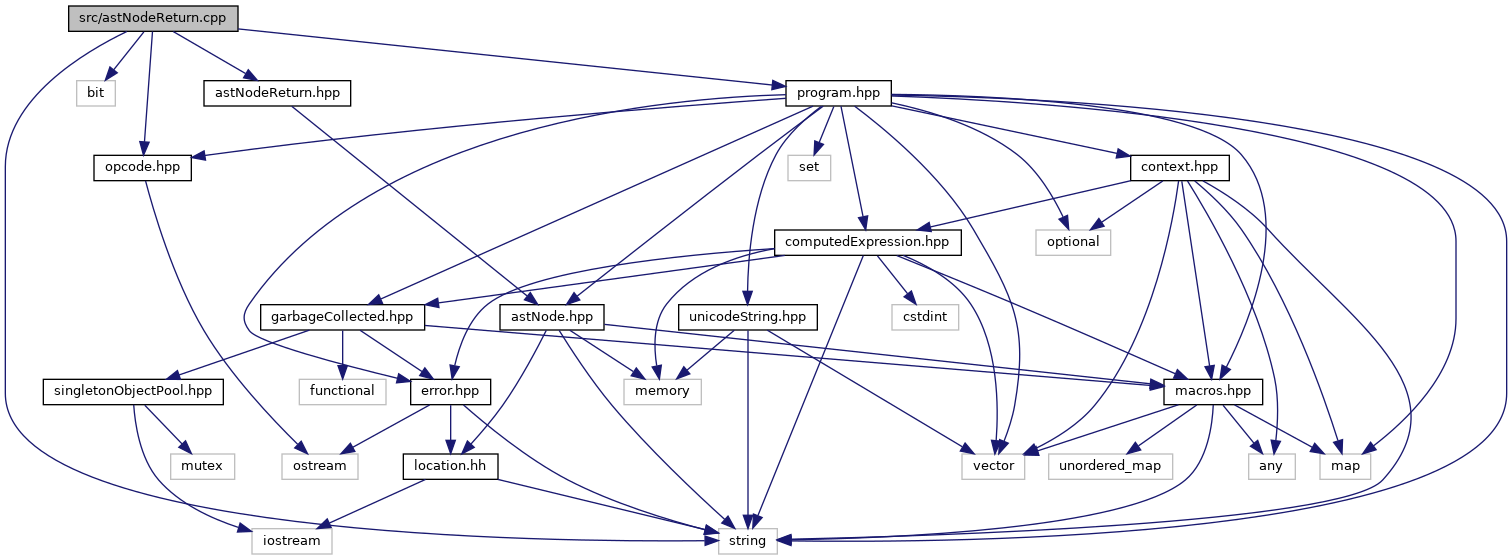 src/astNodeReturn.cpp
bit
astNodeReturn.hpp
program.hpp
opcode.hpp
set
context.hpp
computedExpression.hpp
optional
garbageCollected.hpp
astNode.hpp
unicodeString.hpp
cstdint
singletonObjectPool.hpp
functional
error.hpp
memory
macros.hpp
mutex
ostream
location.hh
vector
unordered_map
any
map
iostream
string